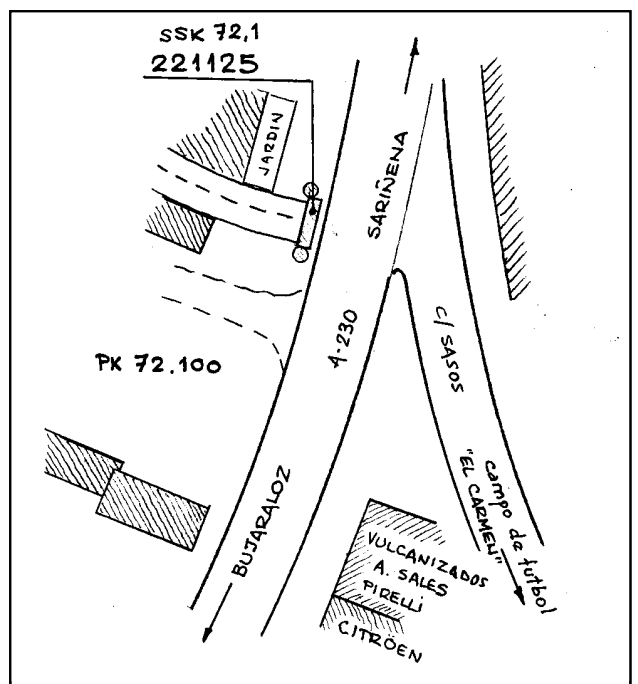 SSK 72,1
221125
JARDIN
SARIÑENA
A-230
PK 72.100
C/ SASOS
"EL CARMEN"
campo de futbol
BUJARALOZ
VULCANIZADOS
A. SALES
PIRELLi
CITRÖEN